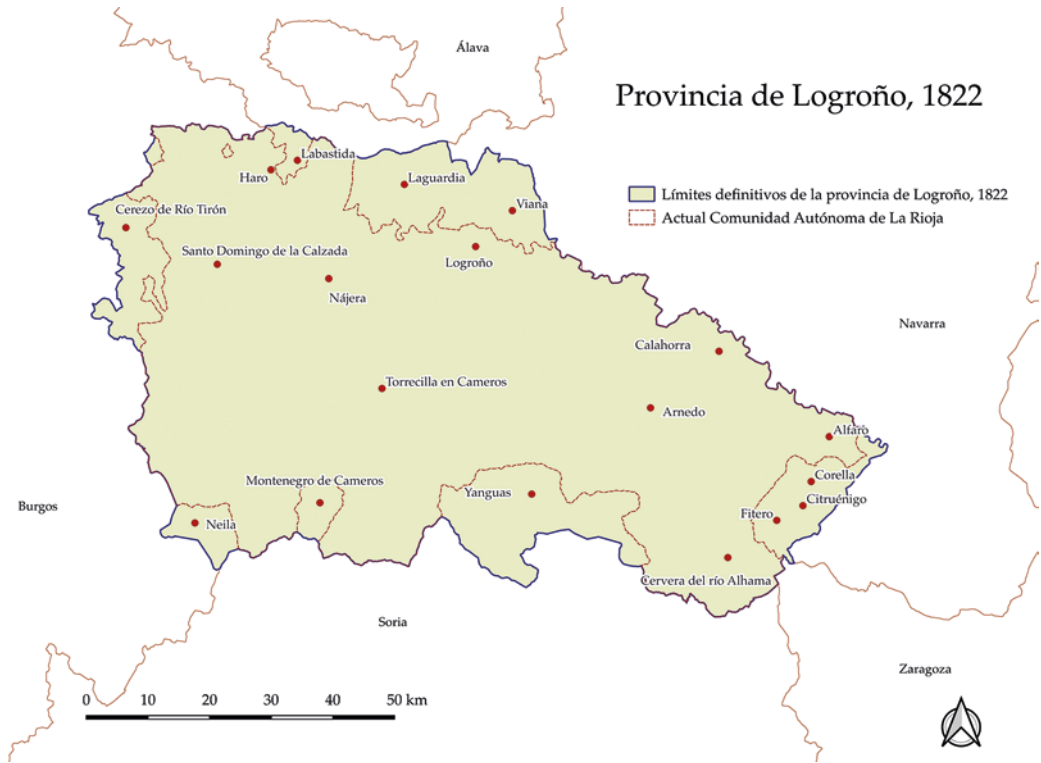 Álava
Provincia de Logroño, 1822
Labastida
Haro
Laguardia
Límites definitivos de la provincia de Logroño, 1822
Viana
Cerezo de Río Tirón
Actual Comunidad Autónoma de La Rioja
Santo Domingo de la Calzada
Logroño
Nájera
Navarra
Calahorra
Torrecilla en Cameros
Arnedo
Alfaro
Corella
Montenegro de Cameros
Yanguas
Citruénigo
Burgos
Fitero
Neila
Cervera del río Alhama
Soria
Zaragoza
0 10 20 30 40 50 km